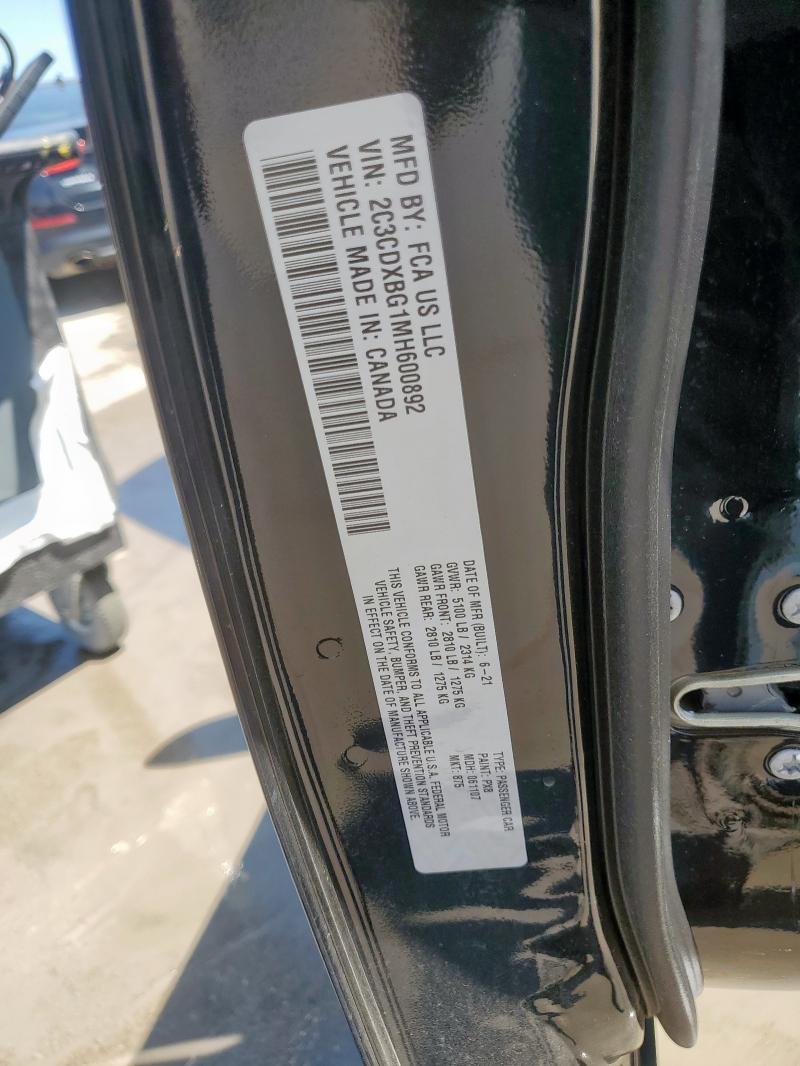 MFD BY: FCA US LLC
VIN: 2C3CDXBG1MH600892
VEHICLE MADE IN: CANADA
DATE OF MFR (BUILT): 6-21
GVWR: 5100 LB / 2314 KG
GAWR FRONT: 2810 LB / 1275 KG
GAWR REAR: 2810 LB / 1275 KG
THIS VEHICLE CONFORMS TO ALL APPLICABLE U.S.A. FEDERAL MOTOR
VEHICLE SAFETY, BUMPER, AND THEFT PREVENTION STANDARDS
IN EFFECT ON THE DATE OF MANUFACTURE SHOWN ABOVE.
TYPE: PASSENGER CAR
PAINT: PX8
MDH: 061107
MKT: 875